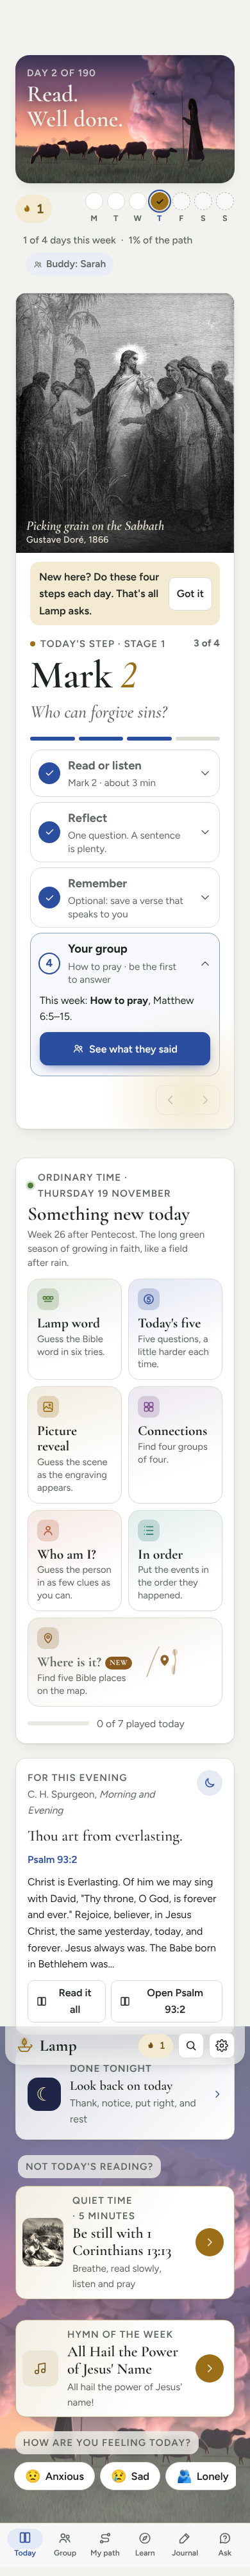 DAY 2 OF 190
Read.
Well done.
1
M T W T F S S
1 of 4 days this week · 1% of the path
Buddy: Sarah
Picking grain on the Sabbath
Gustave Doré, 1866
New here? Do these four
steps each day. That's all
Lamp asks.
Got it
TODAY'S STEP · STAGE 1
3 of 4
Mark 2
Who can forgive sins?
Read or listen
Mark 2 · about 3 min
Reflect
One question. A sentence
is plenty.
Remember
Optional: save a verse that
speaks to you
4
Your group
How to pray · be the first
to answer
This week: How to pray, Matthew
6:5–15.
See what they said
ORDINARY TIME ·
THURSDAY 19 NOVEMBER
Something new today
Week 26 after Pentecost. The long green
season of growing in faith, like a field
after rain.
Lamp word
Guess the Bible
word in six tries.
Today's five
Five questions, a
little harder each
time.
Picture
reveal
Guess the scene
as the engraving
appears.
Connections
Find four groups
of four.
Who am I?
Guess the person
in as few clues as
you can.
In order
Put the events in
the order they
happened.
Where is it? NEW
Find five Bible places
on the map.
0 of 7 played today
FOR THIS EVENING
C. H. Spurgeon, Morning and
Evening
Thou art from everlasting.
Psalm 93:2
Christ is Everlasting. Of him we may sing
with David, "Thy throne, O God, is forever
and ever." Rejoice, believer, in Jesus
Christ, the same yesterday, today, and
forever. Jesus always was. The Babe born
in Bethlehem was...
Read it
all
Open Psalm
93:2
Lamp
1
DONE TONIGHT
Look back on today
Thank, notice, put right, and
rest
NOT TODAY'S READING?
QUIET TIME
· 5 MINUTES
Be still with 1
Corinthians 13:13
Breathe, read slowly,
listen and pray
HYMN OF THE WEEK
All Hail the Power
of Jesus' Name
All hail the power of Jesus'
name!
HOW ARE YOU FEELING TODAY?
Anxious
Sad
Lonely
Today
Group
My path
Learn
Journal
Ask